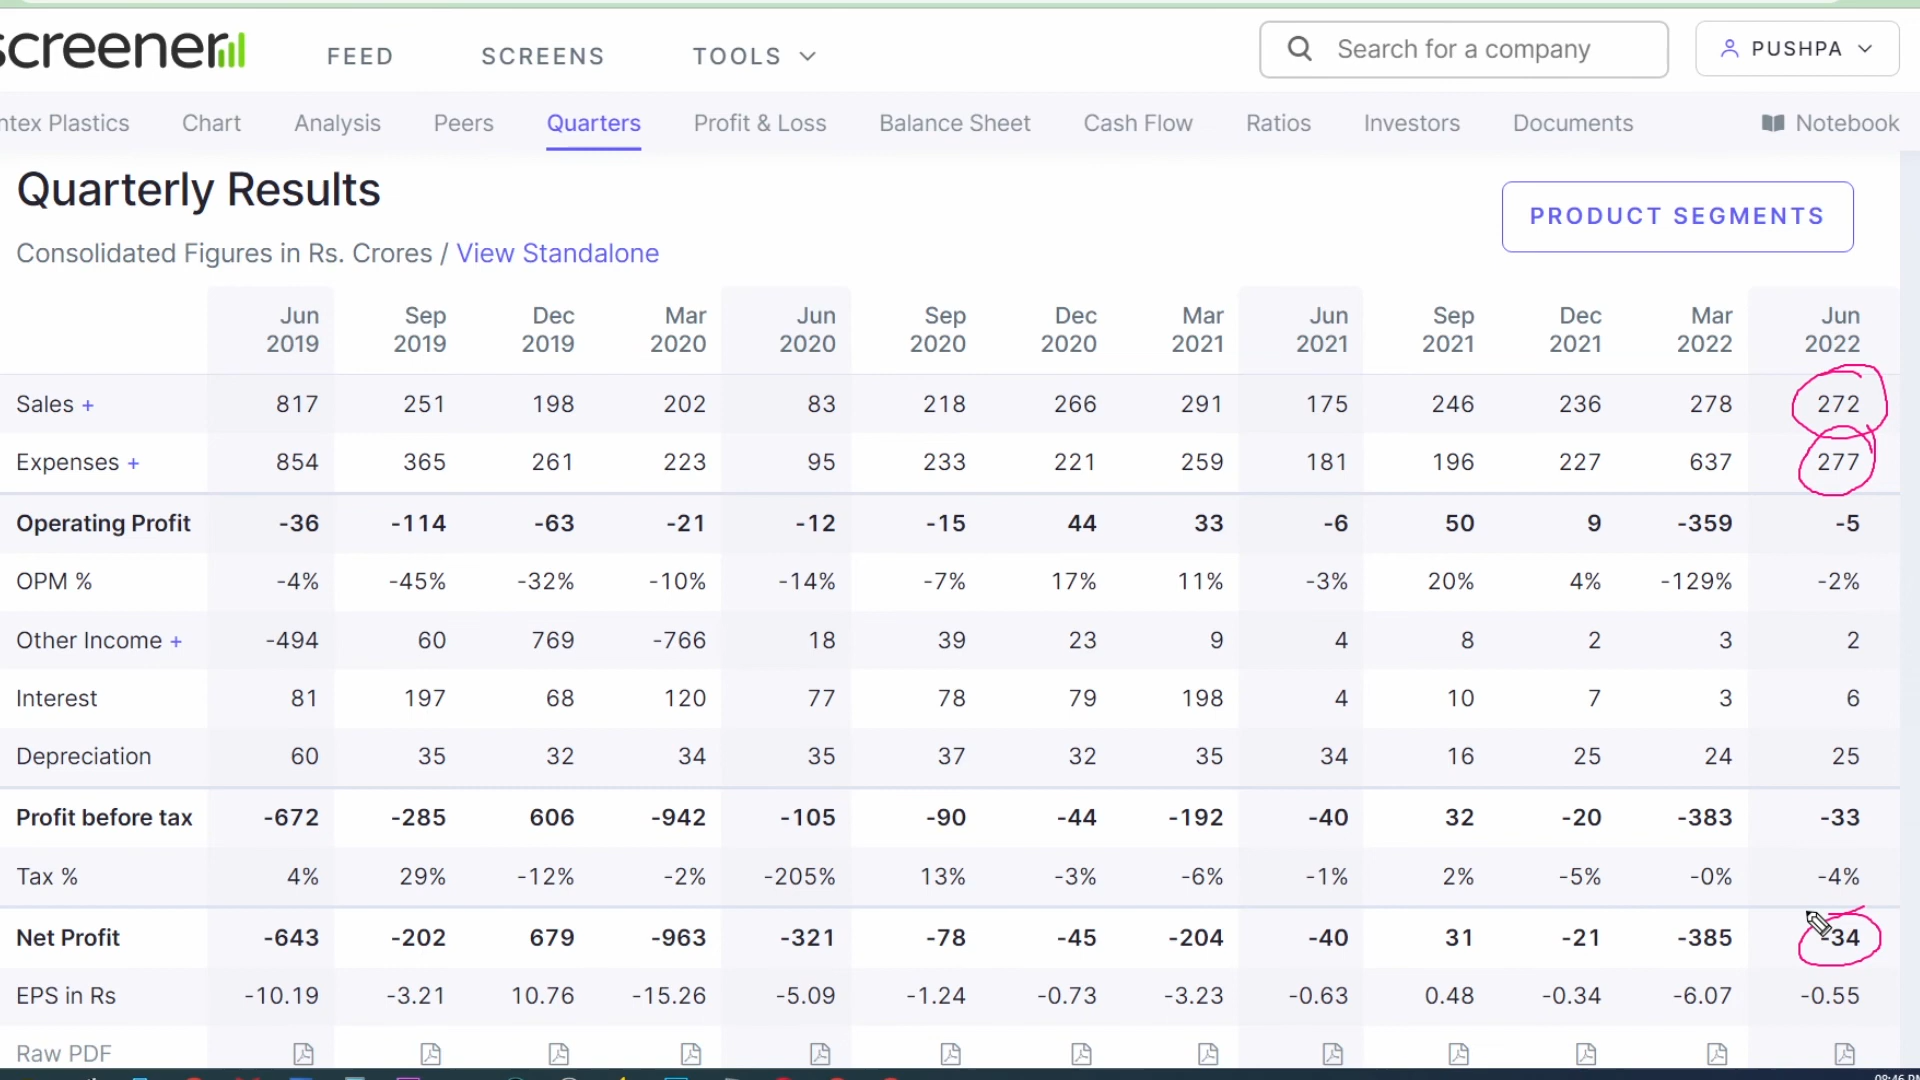 screener
FEED SCREENS TOOLS Search for a company PUSHPA
ntex Plastics Chart Analysis Peers Quarters Profit & Loss Balance Sheet Cash Flow Ratios Investors Documents Notebook
Quarterly Results
PRODUCT SEGMENTS
Consolidated Figures in Rs. Crores / View Standalone
Jun 2019 Sep 2019 Dec 2019 Mar 2020 Jun 2020 Sep 2020 Dec 2020 Mar 2021 Jun 2021 Sep 2021 Dec 2021 Mar 2022 Jun 2022
Sales + 817 251 198 202 83 218 266 291 175 246 236 278 272
Expenses + 854 365 261 223 95 233 221 259 181 196 227 637 277
Operating Profit -36 -114 -63 -21 -12 -15 44 33 -6 50 9 -359 -5
OPM % -4% -45% -32% -10% -14% -7% 17% 11% -3% 20% 4% -129% -2%
Other Income + -494 60 769 -766 18 39 23 9 4 8 2 3 2
Interest 81 197 68 120 77 78 79 198 4 10 7 3 6
Depreciation 60 35 32 34 35 37 32 35 34 16 25 24 25
Profit before tax -672 -285 606 -942 -105 -90 -44 -192 -40 32 -20 -383 -33
Tax % 4% 29% -12% -2% -205% 13% -3% -6% -1% 2% -5% -0% -4%
Net Profit -643 -202 679 -963 -321 -78 -45 -204 -40 31 -21 -385 -34
EPS in Rs -10.19 -3.21 10.76 -15.26 -5.09 -1.24 -0.73 -3.23 -0.63 0.48 -0.34 -6.07 -0.55
Raw PDF